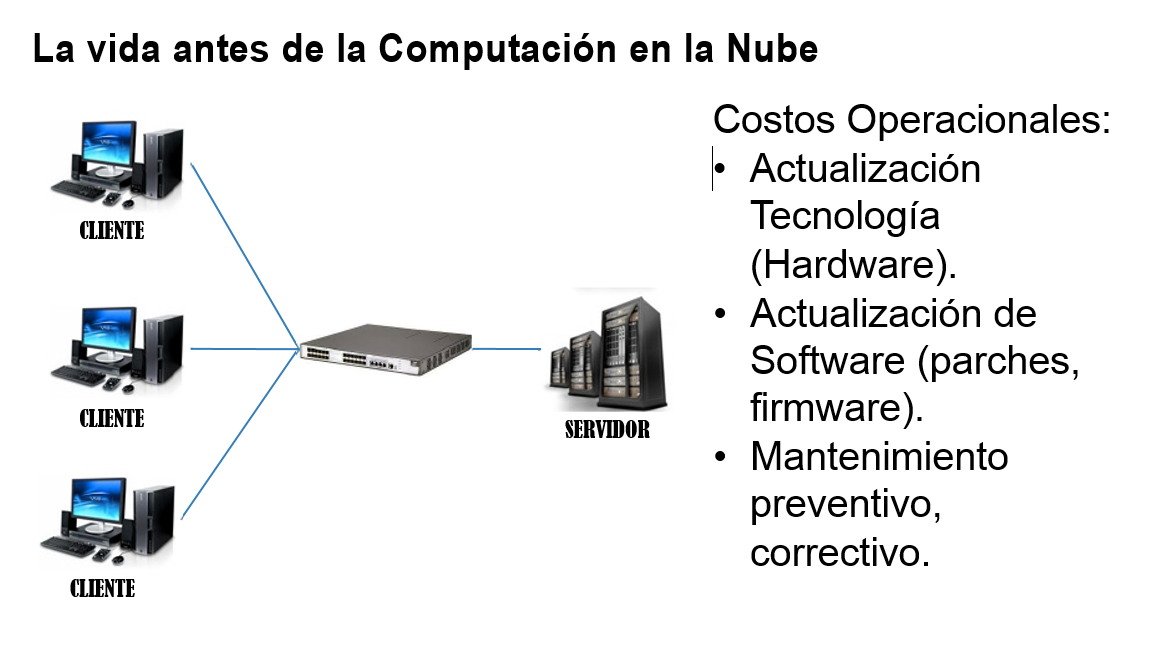 La vida antes de la Computación en la Nube
CLIENTE
CLIENTE
CLIENTE
SERVIDOR
Costos Operacionales:
• Actualización
Tecnología
(Hardware).
• Actualización de
Software (parches,
firmware).
• Mantenimiento
preventivo,
correctivo.